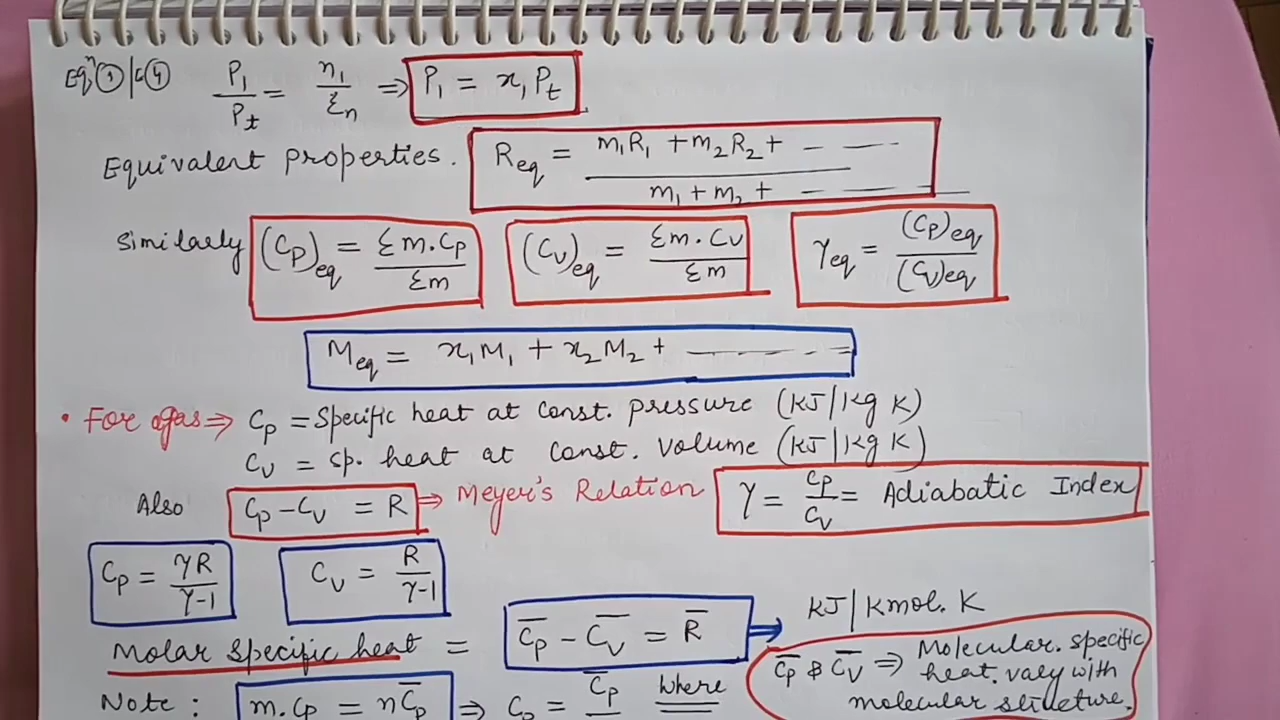 Eqⁿ ① / ④ P₁/Pt = n₁/Σn ⇒ P₁ = x₁Pt
Equivalent properties. Req = (m₁R₁ + m₂R₂ + - —) / (m₁ + m₂ + - — —)
Similarly (Cp)eq = Σm.Cp/Σm (Cv)eq = Σm.Cv/Σm γeq = (Cp)eq/(Cv)eq
Meq = x₁M₁ + x₂M₂ + — — - - =
• For a gas ⇒ Cp = Specific heat at const. pressure (KJ/Kg K)
Cv = sp. heat at const. volume (KJ/Kg K)
Also Cp - Cv = R ⇒ Meyer's Relation γ = Cp/Cv = Adiabatic Index
Cp = γR/γ-1 Cv = R/γ-1
Molar specific heat = C̅p - C̅v = R̅ ⇒ KJ/Kmol. K
C̅p & C̅v ⇒ Molecular. specific
heat. vary with
molecular structure.
Note: m.Cp = nC̅p ⇒ Cp = C̅p/ where